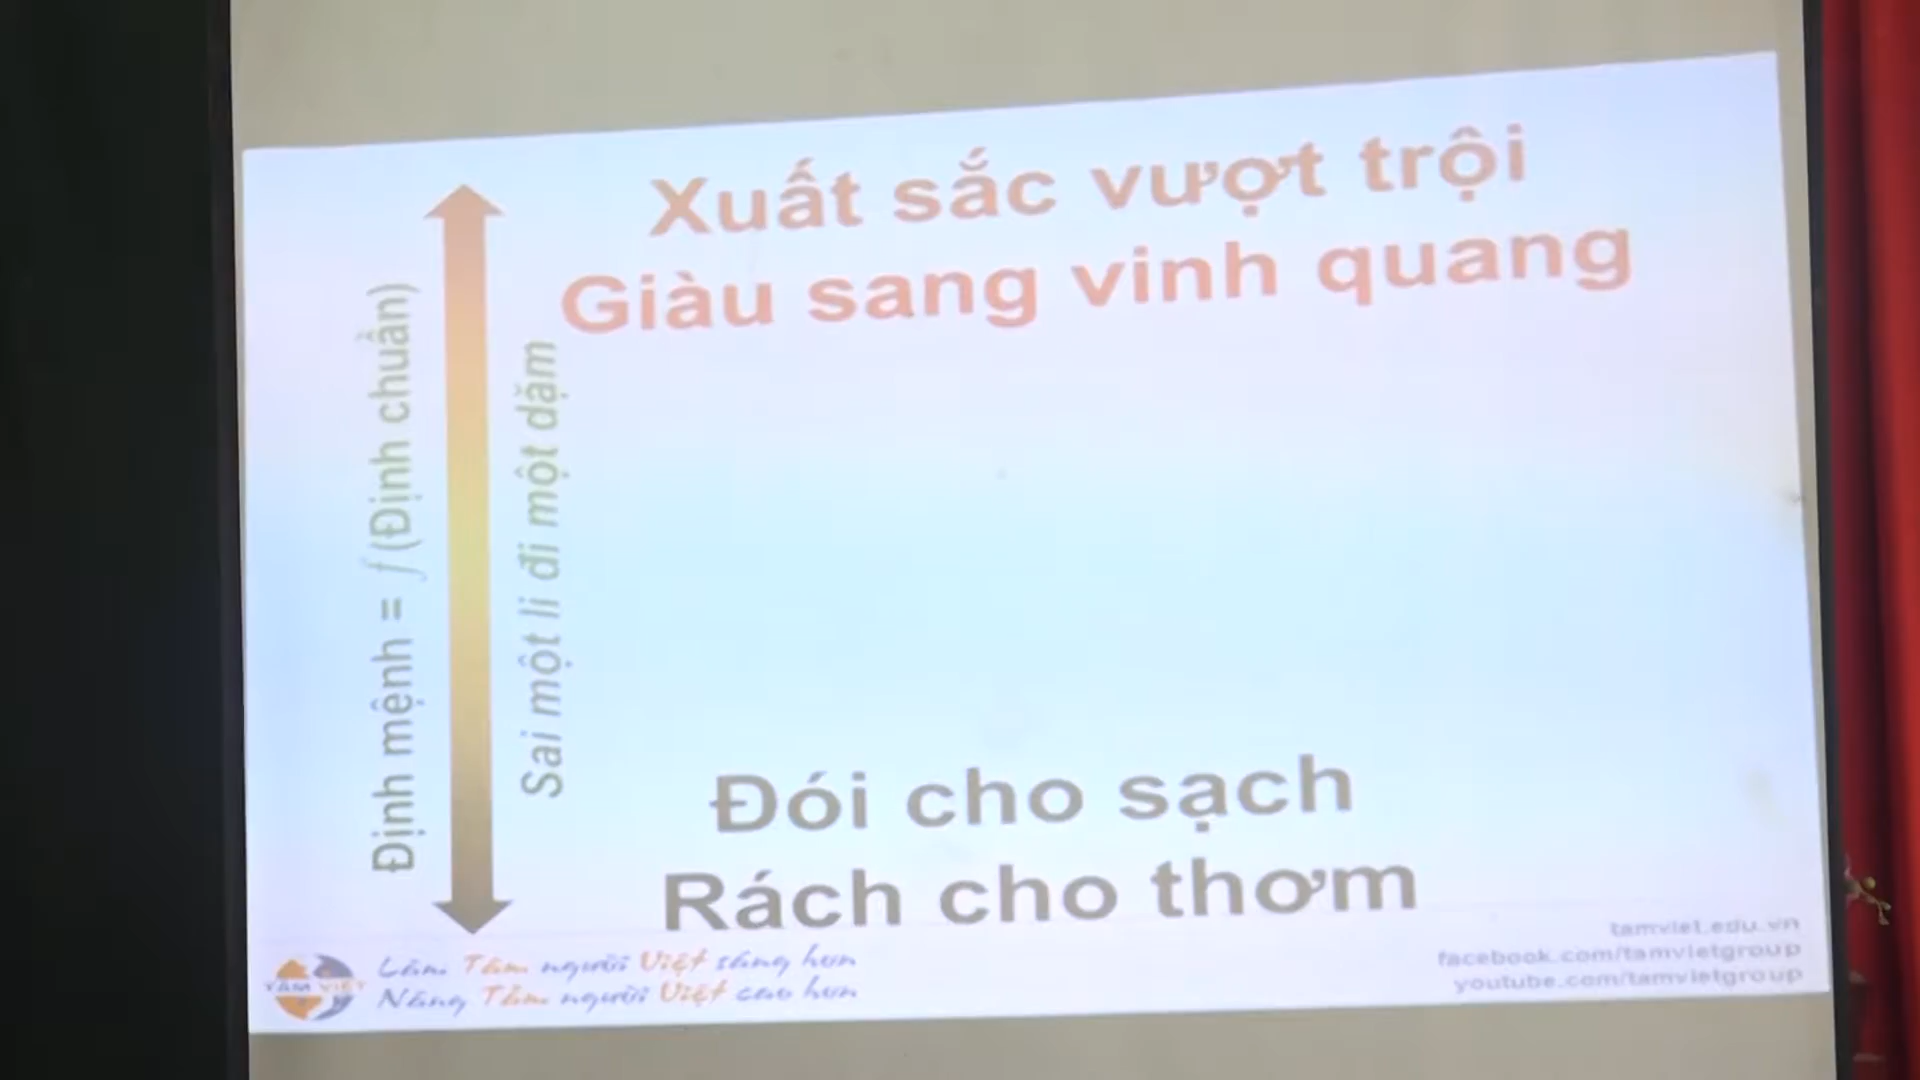 Xuất sắc vượt trội
Giàu sang vinh quang
Định mệnh = f (Định chuẩn)
Sai một li đi một dặm
Đói cho sạch
Rách cho thơm
TÂM VIỆT
Làm Tâm người Việt sáng hơn
Nâng Tầm người Việt cao hơn
tamviet.edu.vn
facebook.com/tamvietgroup
youtube.com/tamvietgroup